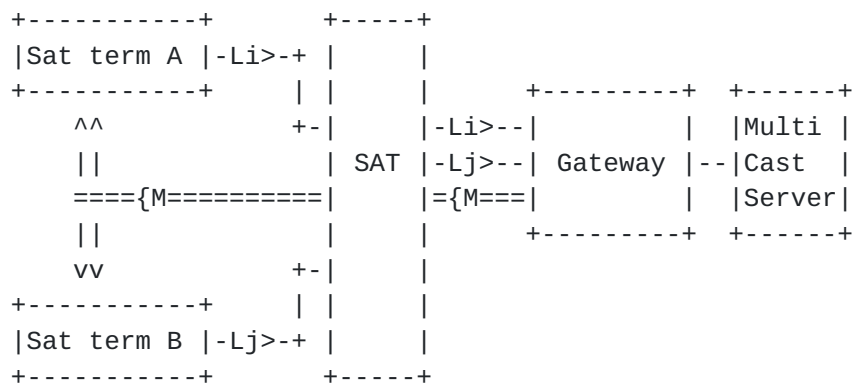 +-----------+       +-----+
|Sat term A |-Li>-+ |     |
+-----------+     | |     |      +---------+  +------+
    ^^            +-|     |-Li>--|         |  |Multi |
    ||              | SAT |-Lj>--| Gateway |--|Cast  |
    ===={M==========|     |={M===|         |  |Server|
    ||              |     |      +---------+  +------+
    vv            +-|     |
+-----------+     | |     |
|Sat term B |-Lj>-+ |     |
+-----------+       +-----+